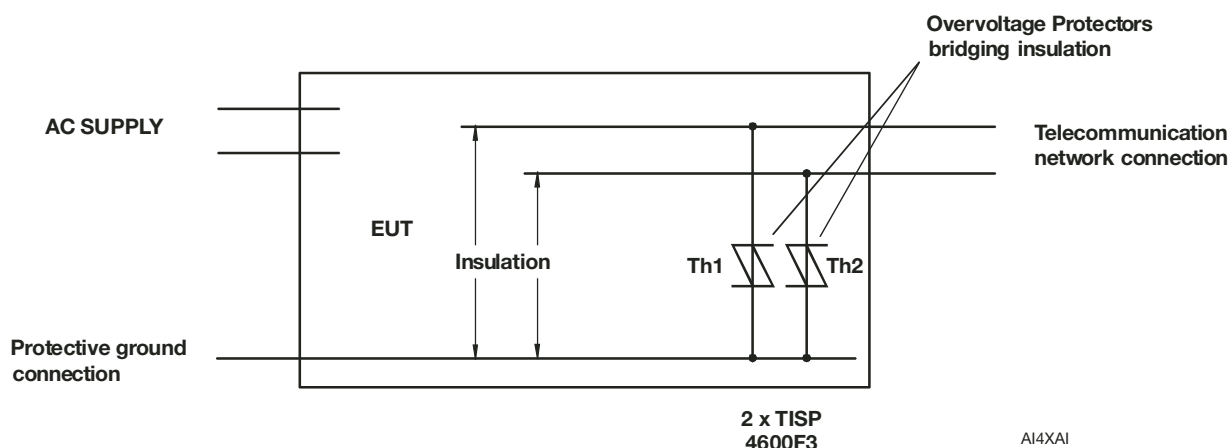 Overvoltage Protectors
bridging insulation
AC SUPPLY
Telecommunication
network connection
EUT
Insulation
Th1
Th2
Protective ground
connection
2 x TISP
4600F3
AI4XAI